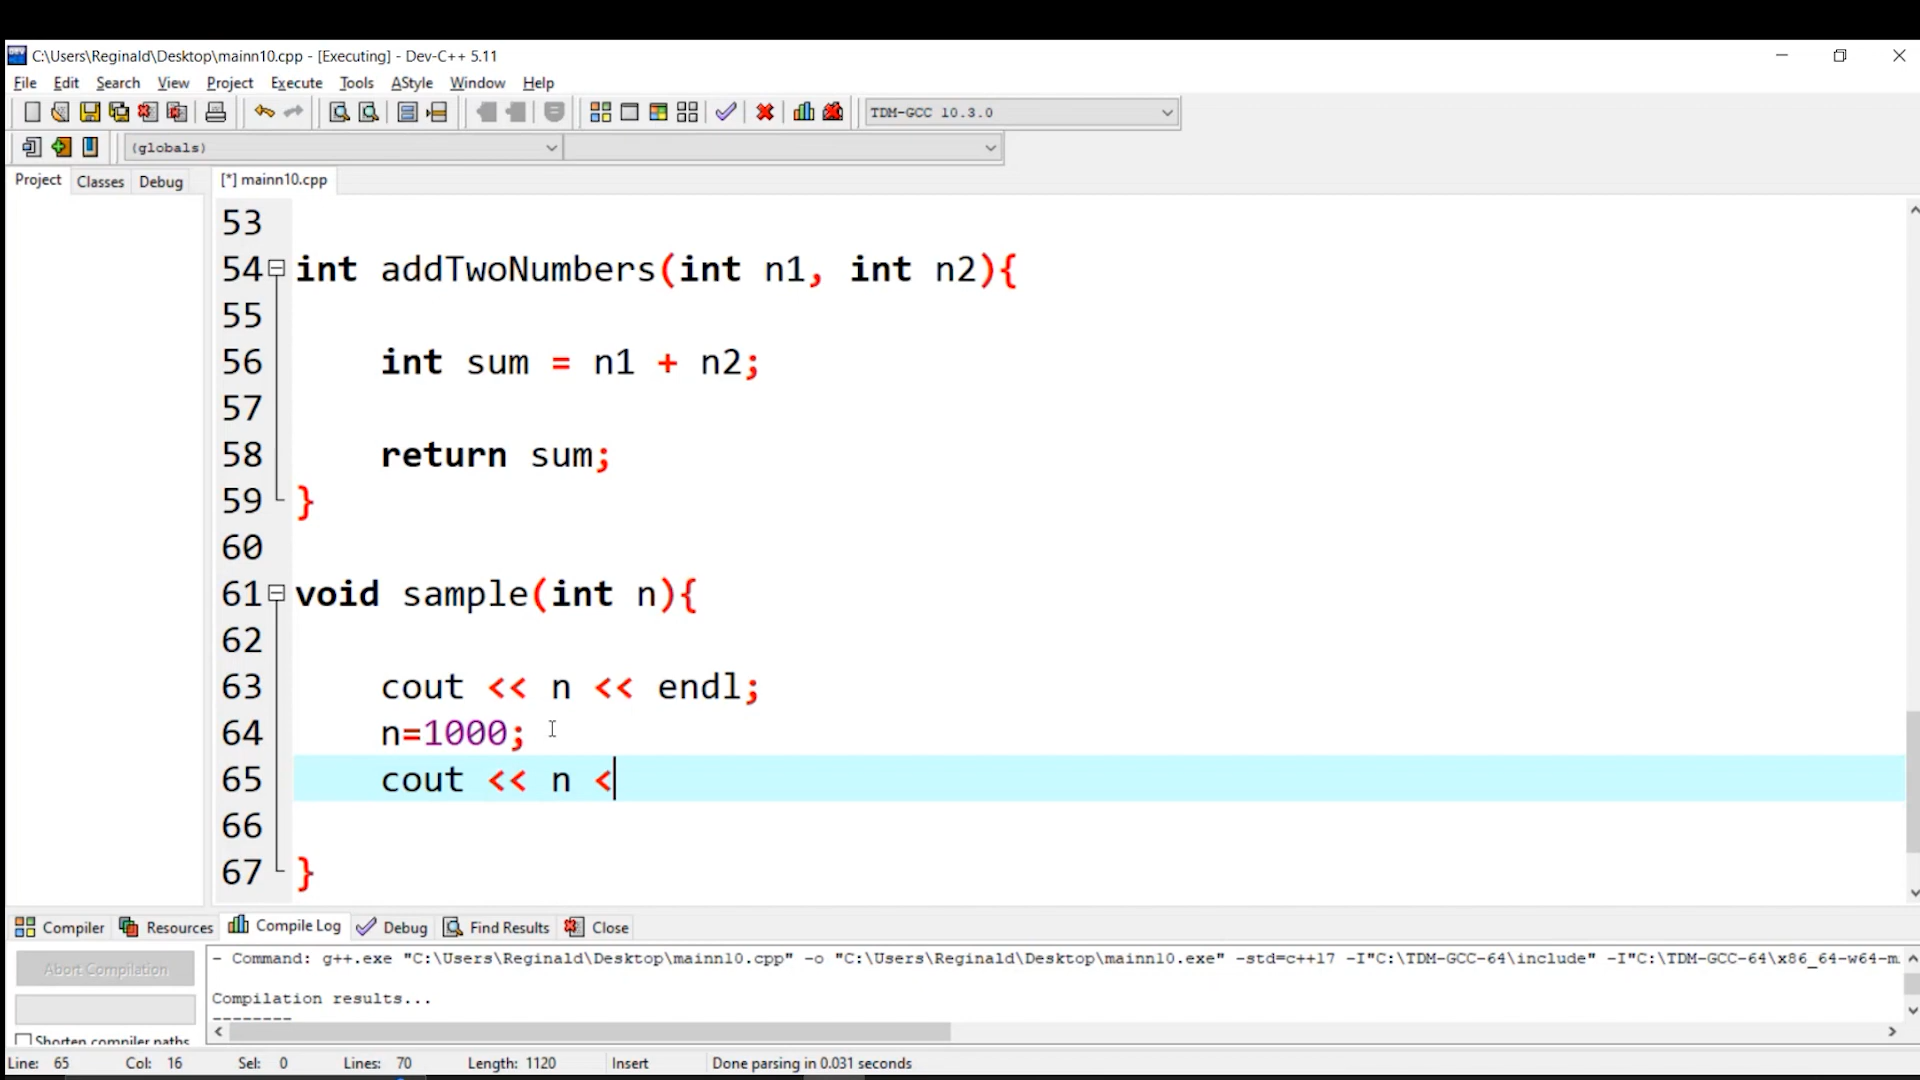 C:\Users\Reginald\Desktop\mainn10.cpp - [Executing] - Dev-C++ 5.11
File Edit Search View Project Execute Tools AStyle Window Help
TDM-GCC 10.3.0
(globals)
Project Classes Debug [*] mainn10.cpp
53
54 int addTwoNumbers(int n1, int n2){
55
56 int sum = n1 + n2;
57
58 return sum;
59 }
60
61 void sample(int n){
62
63 cout << n << endl;
64 n=1000;
65 cout << n <
66
67 }
Compiler Resources Compile Log Debug Find Results Close
Abort Compilation
- Command: g++.exe "C:\Users\Reginald\Desktop\mainn10.cpp" -o "C:\Users\Reginald\Desktop\mainn10.exe" -std=c++17 -I"C:\TDM-GCC-64\include" -I"C:\TDM-GCC-64\x86_64-w64-m
Compilation results...
--------
Shorten compiler paths
Line: 65 Col: 16 Sel: 0 Lines: 70 Length: 1120 Insert Done parsing in 0.031 seconds